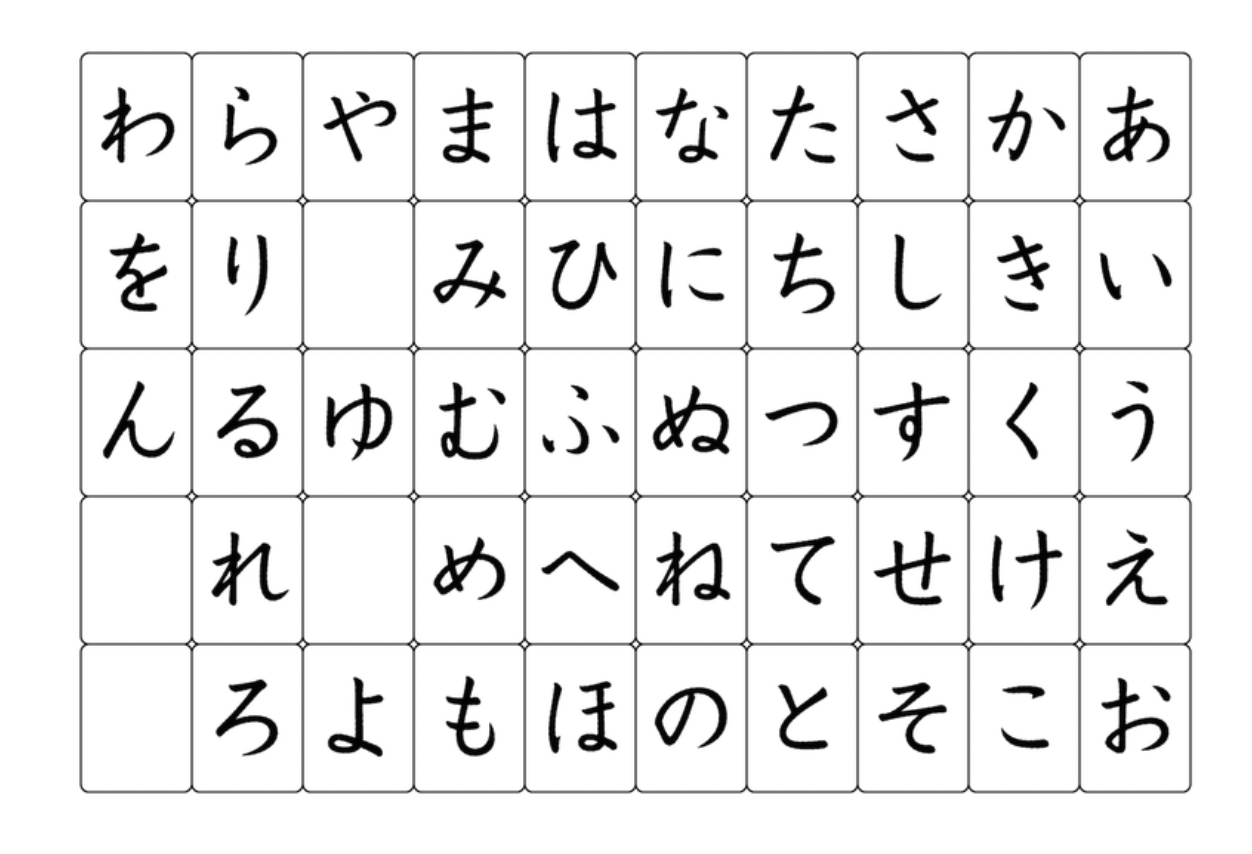 わ ら や ま は な た さ か あ
を り み ひ に ち し き い
ん る ゆ む ふ ぬ つ す く う
れ め へ ね て せ け え
ろ よ も ほ の と そ こ お